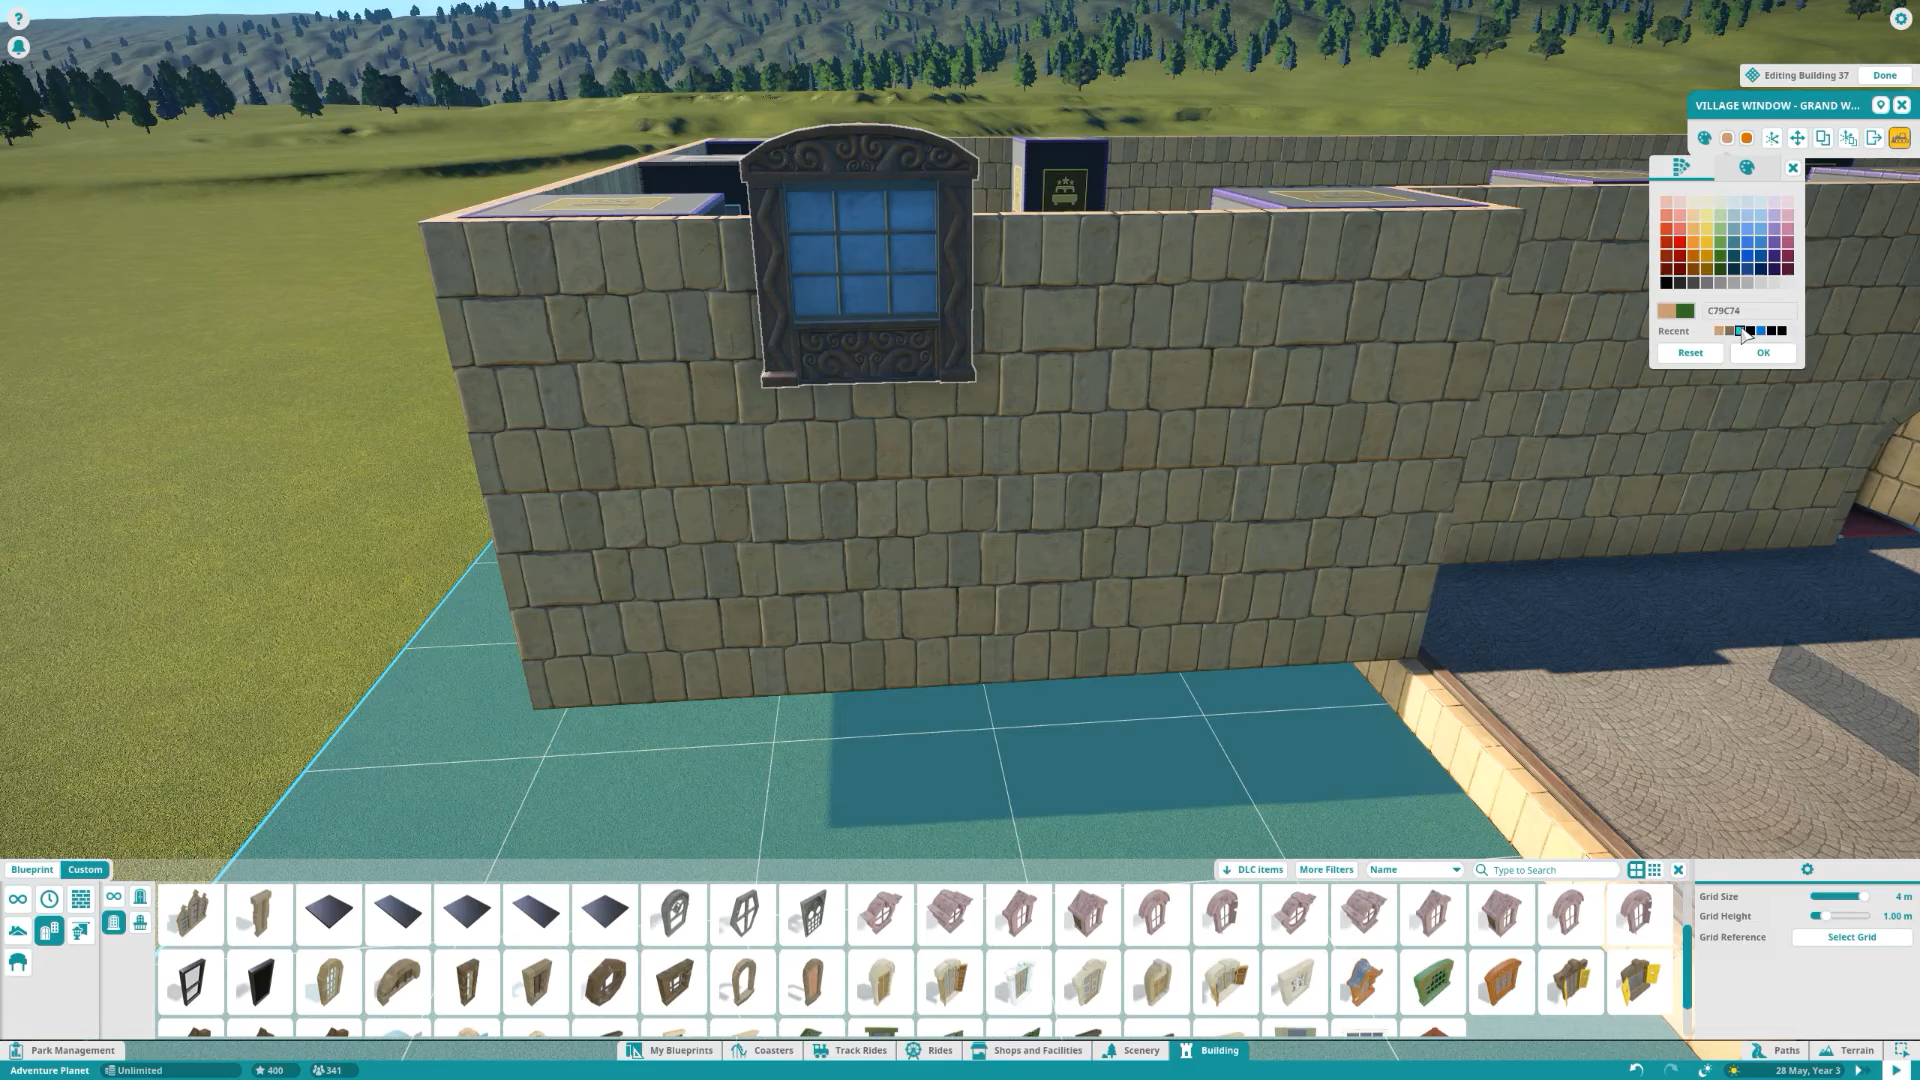 ?
Editing Building 37
Done
VILLAGE WINDOW - GRAND W...
C79C74
Recent
Reset
OK
Blueprint
Custom
DLC items
More Filters
Name
Type to Search
Grid Size
4 m
Grid Height
1.00 m
Grid Reference
Select Grid
Park Management
My Blueprints
Coasters
Track Rides
Rides
Shops and Facilities
Scenery
Building
Paths
Terrain
Adventure Planet
Unlimited
400
341
28 May, Year 3